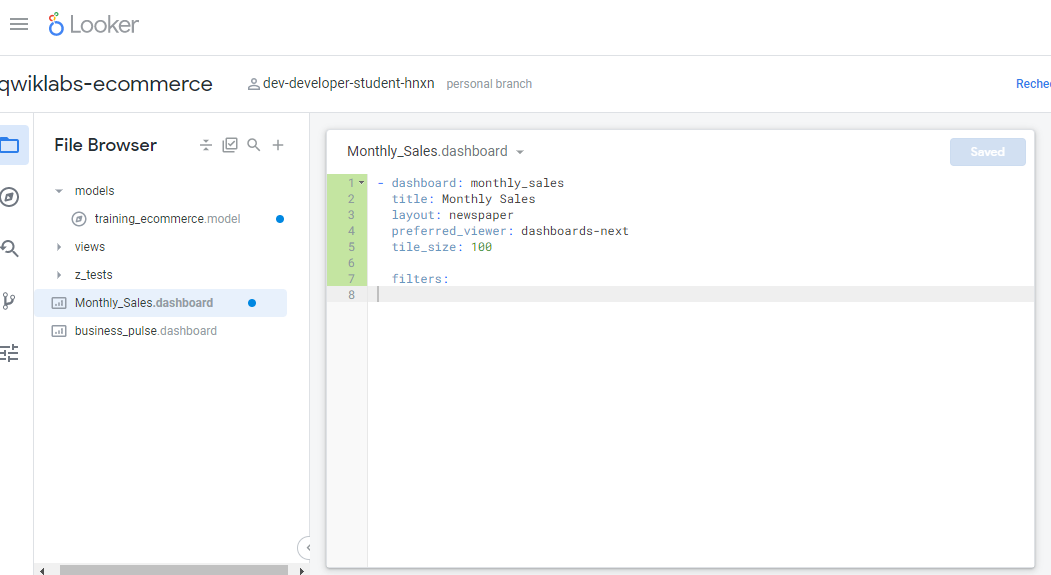 Looker
qwiklabs-ecommerce
dev-developer-student-hnxn personal branch
File Browser
models
training_ecommerce.model
views
z_tests
Monthly_Sales.dashboard
business_pulse.dashboard
Monthly_Sales.dashboard
Saved
1 - dashboard: monthly_sales
2 title: Monthly Sales
3 layout: newspaper
4 preferred_viewer: dashboards-next
5 tile_size: 100
6
7 filters:
8